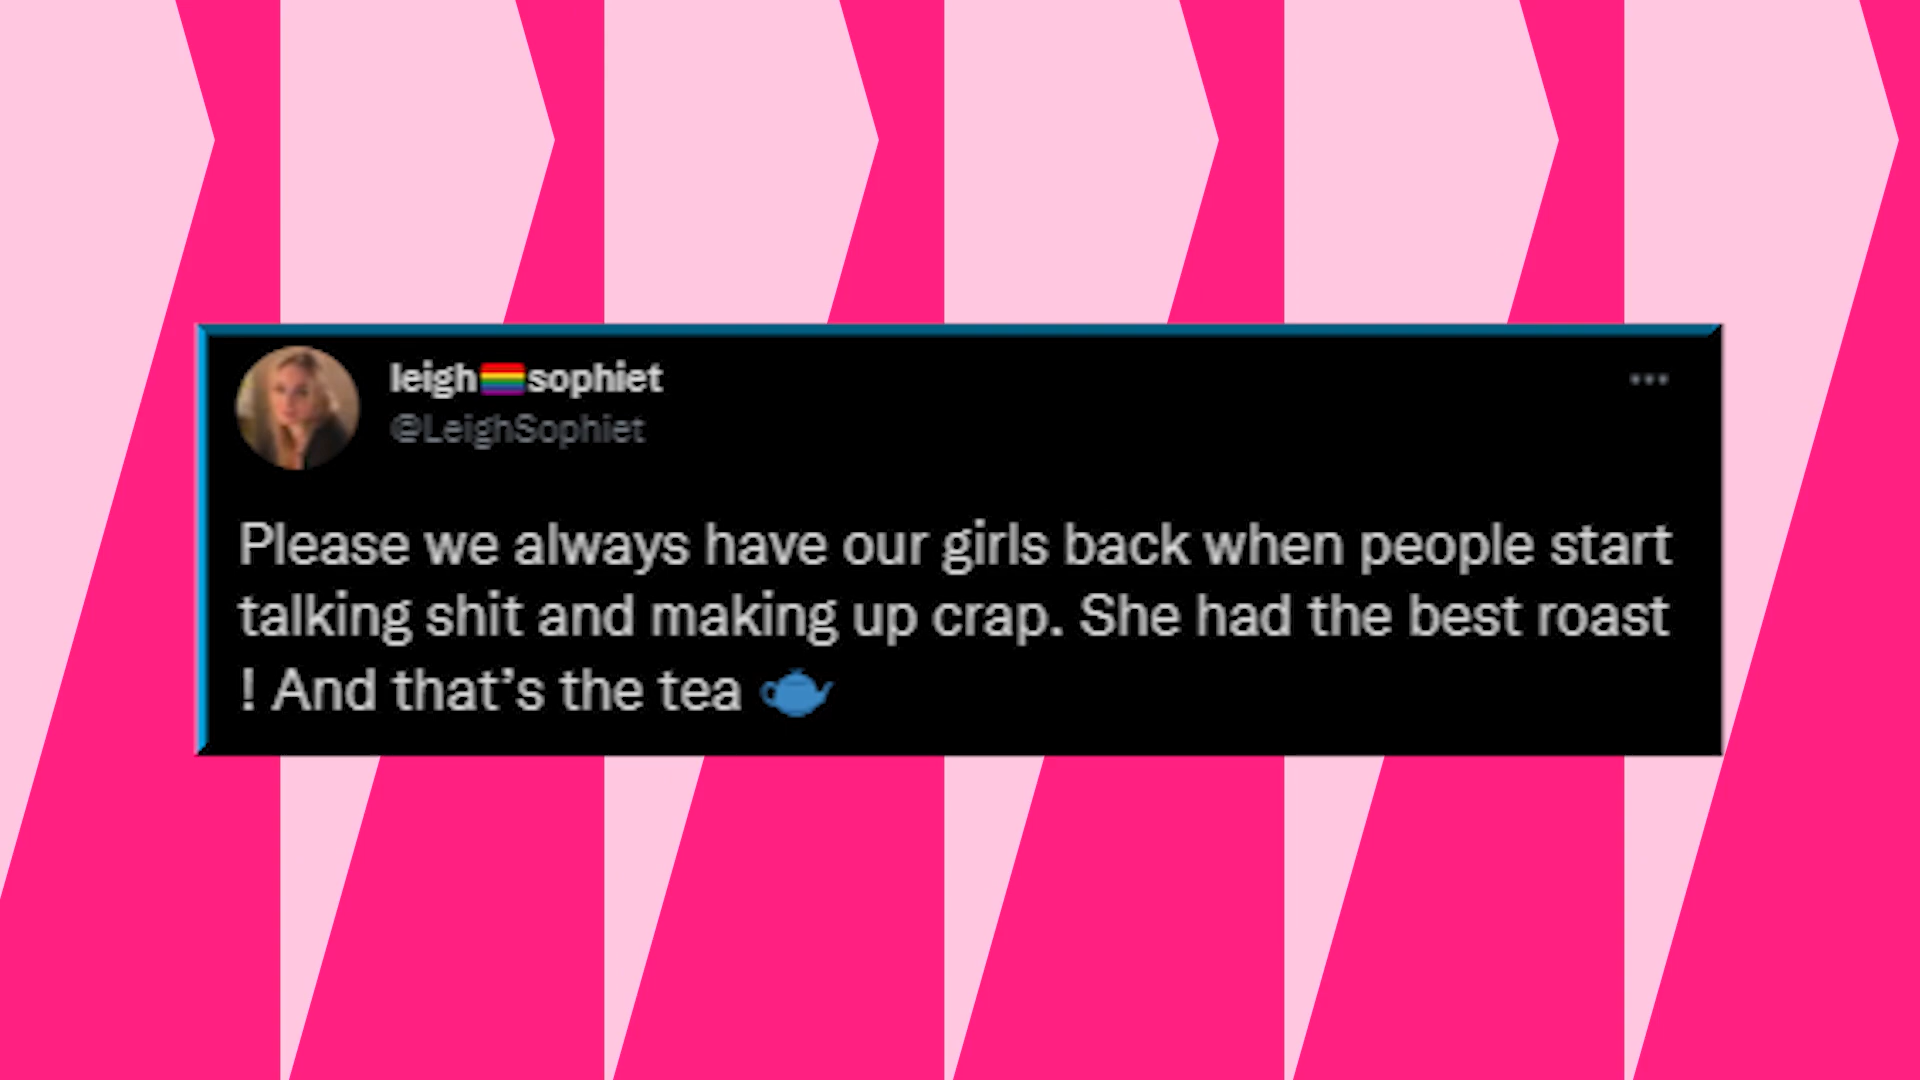 leigh🏳️‍🌈sophiet
@LeighSophiet
Please we always have our girls back when people start
talking shit and making up crap. She had the best roast
! And that’s the tea